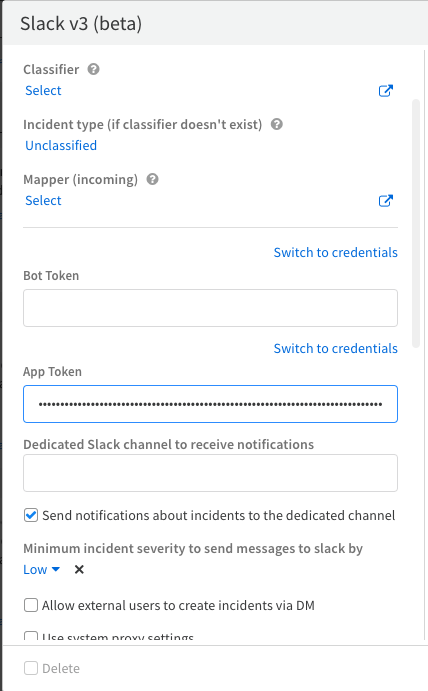 Slack v3 (beta)
Classifier ?
Select
Incident type (if classifier doesn't exist) ?
Unclassified
Mapper (incoming) ?
Select
Switch to credentials
Bot Token
Switch to credentials
App Token
Dedicated Slack channel to receive notifications
Send notifications about incidents to the dedicated channel
Minimum incident severity to send messages to slack by
Low
Allow external users to create incidents via DM
Use system proxy settings
Delete